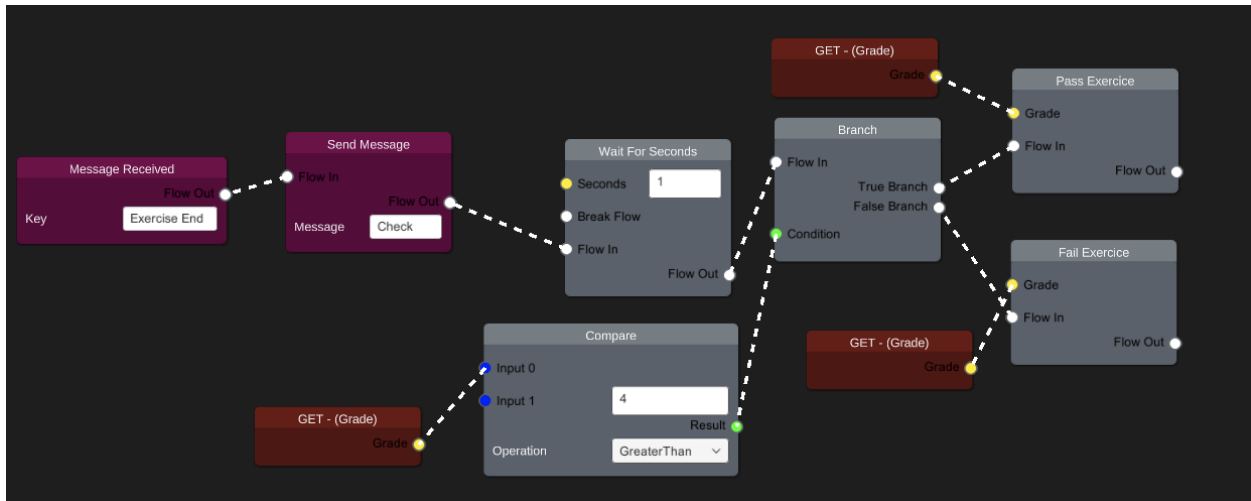 Message Received
Flow Out
Key
Exercise End
Send Message
Flow In
Flow Out
Message
Check
Wait For Seconds
Seconds
1
Break Flow
Flow In
Flow Out
GET - (Grade)
Grade
Branch
Flow In
True Branch
False Branch
Condition
Pass Exercice
Grade
Flow In
Flow Out
Fail Exercice
Grade
Flow In
Flow Out
GET - (Grade)
Grade
Compare
Input 0
Input 1
4
Result
Operation
GreaterThan
GET - (Grade)
Grade